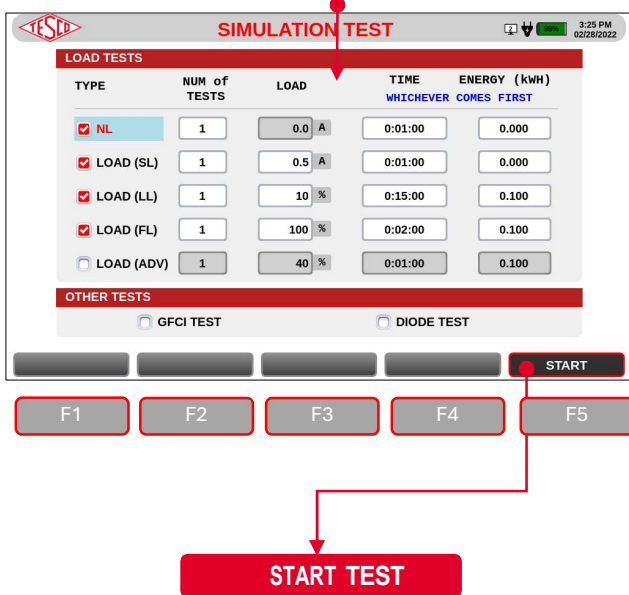 TESCO SIMULATION TEST 2 95% 3:25 PM
02/28/2022
LOAD TESTS
TYPE NUM of TESTS LOAD TIME ENERGY (kWH)
WHICHEVER COMES FIRST
NL 1 0.0 A 0:01:00 0.000
LOAD (SL) 1 0.5 A 0:01:00 0.000
LOAD (LL) 1 10 % 0:15:00 0.100
LOAD (FL) 1 100 % 0:02:00 0.100
LOAD (ADV) 1 40 % 0:01:00 0.100
OTHER TESTS
GFCI TEST DIODE TEST
START
F1 F2 F3 F4 F5
START TEST